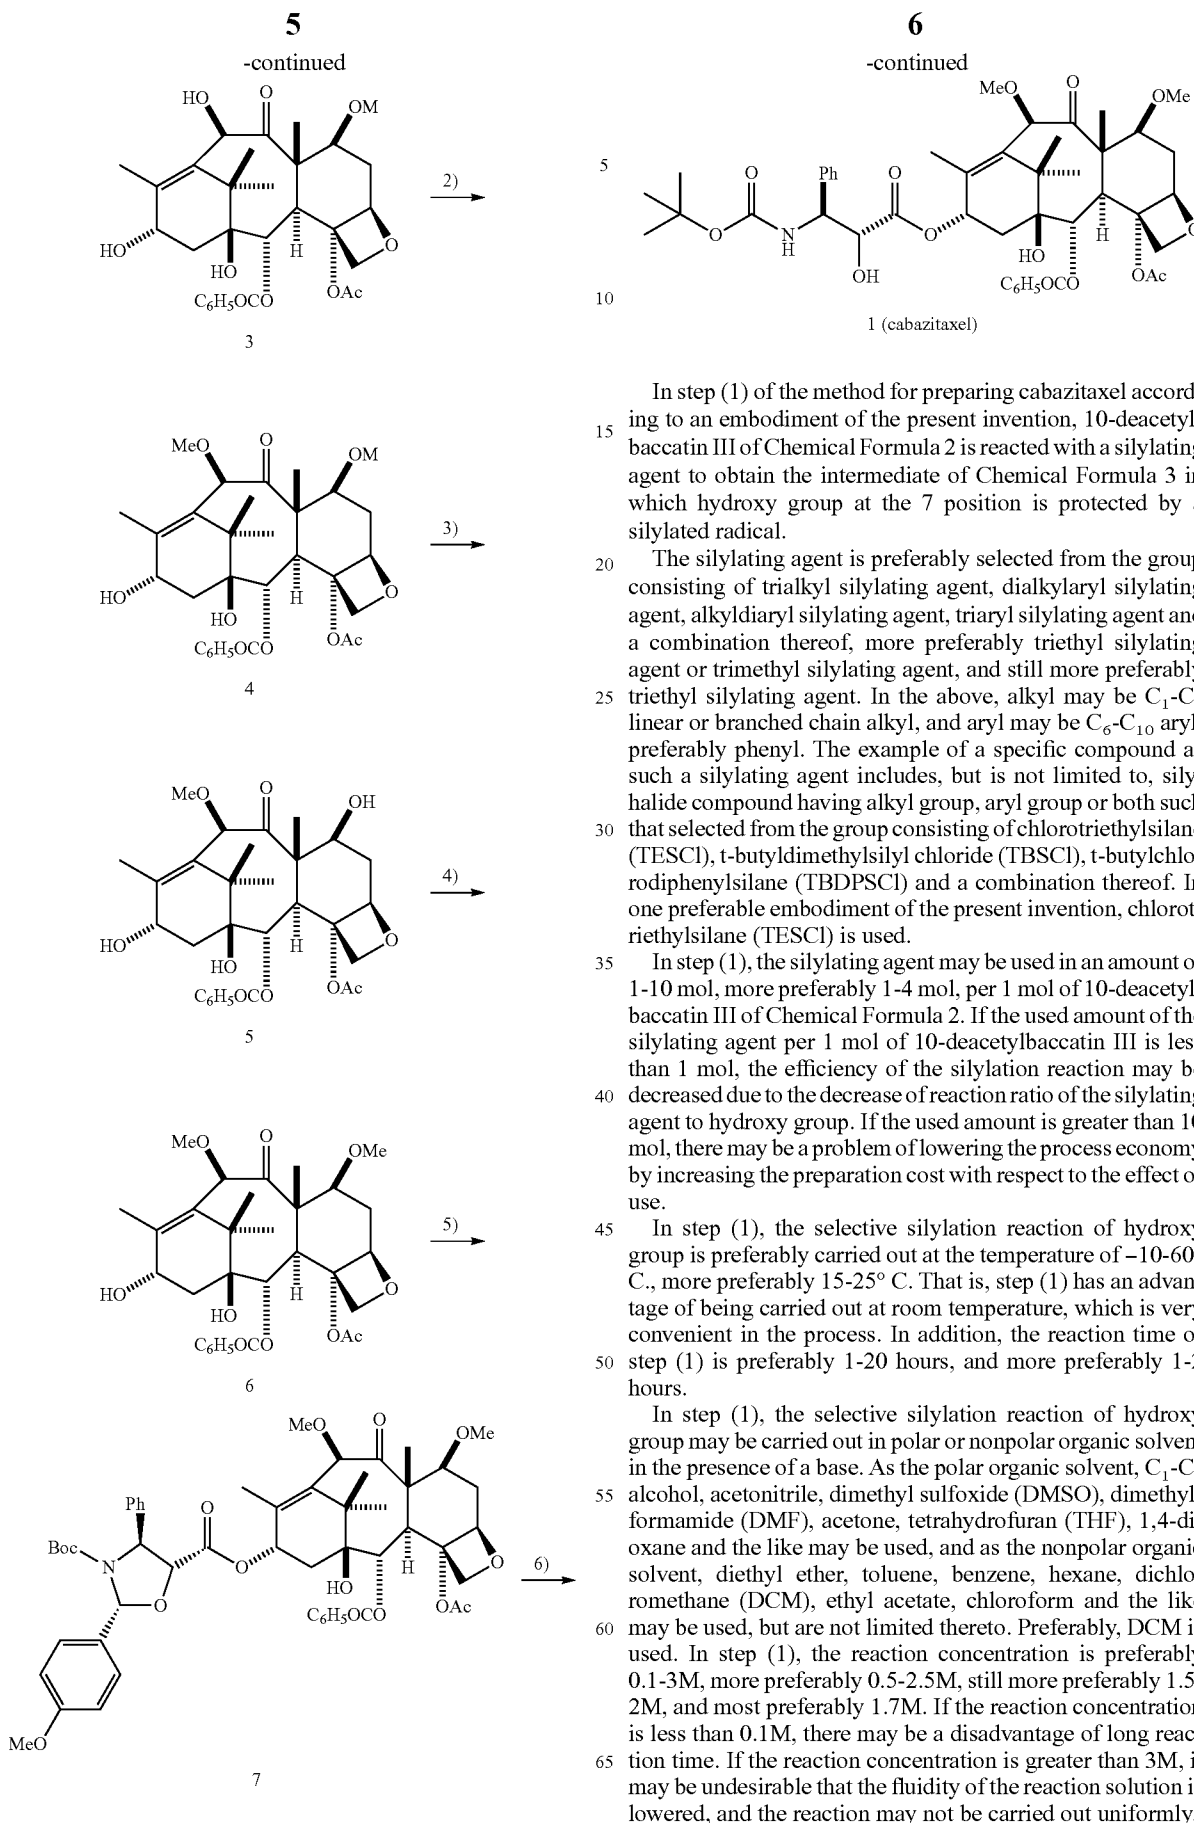 5
-continued
HO
O
OM
HO
HO
H
O
C₆H₅OCO
OAc
3
2)
MeO
O
OM
HO
HO
H
O
C₆H₅OCO
OAc
4
3)
MeO
O
OH
HO
HO
H
O
C₆H₅OCO
OAc
5
4)
MeO
O
OMe
HO
HO
H
O
C₆H₅OCO
OAc
6
5)
MeO
O
OMe
Ph
O
Boc
N
O
O
HO
H
O
C₆H₅OCO
OAc
MeO
7
6)
6
-continued
MeO
O
OMe
5
O
Ph
O
O
N
H
O
OH
HO
H
O
C₆H₅OCO
OAc
10
1 (cabazitaxel)
In step (1) of the method for preparing cabazitaxel accord
15 ing to an embodiment of the present invention, 10-deacetyl
baccatin III of Chemical Formula 2 is reacted with a silylating
agent to obtain the intermediate of Chemical Formula 3 in
which hydroxy group at the 7 position is protected by
silylated radical.
20 The silylating agent is preferably selected from the group
consisting of trialkyl silylating agent, dialkylaryl silylating
agent, alkyldiaryl silylating agent, triaryl silylating agent and
a combination thereof, more preferably triethyl silylating
agent or trimethyl silylating agent, and still more preferably
25 triethyl silylating agent. In the above, alkyl may be C₁-C
linear or branched chain alkyl, and aryl may be C₆-C₁₀ aryl
preferably phenyl. The example of a specific compound a
such a silylating agent includes, but is not limited to, sily
halide compound having alkyl group, aryl group or both such
30 that selected from the group consisting of chlorotriethylsilane
(TESCl), t-butyldimethylsilyl chloride (TBSCl), t-butylchlo
rodiphenylsilane (TBDPSCl) and a combination thereof. In
one preferable embodiment of the present invention, chlorot
riethylsilane (TESCl) is used.
35 In step (1), the silylating agent may be used in an amount o
1-10 mol, more preferably 1-4 mol, per 1 mol of 10-deacetyl
baccatin III of Chemical Formula 2. If the used amount of the
silylating agent per 1 mol of 10-deacetylbaccatin III is les
than 1 mol, the efficiency of the silylation reaction may be
40 decreased due to the decrease of reaction ratio of the silylating
agent to hydroxy group. If the used amount is greater than 10
mol, there may be a problem of lowering the process economy
by increasing the preparation cost with respect to the effect o
use.
45 In step (1), the selective silylation reaction of hydroxy
group is preferably carried out at the temperature of –10-60
C., more preferably 15-25° C. That is, step (1) has an advan
tage of being carried out at room temperature, which is very
convenient in the process. In addition, the reaction time o
50 step (1) is preferably 1-20 hours, and more preferably 1-2
hours.
In step (1), the selective silylation reaction of hydroxy
group may be carried out in polar or nonpolar organic solven
in the presence of a base. As the polar organic solvent, C₁-C
55 alcohol, acetonitrile, dimethyl sulfoxide (DMSO), dimethyl
formamide (DMF), acetone, tetrahydrofuran (THF), 1,4-di
oxane and the like may be used, and as the nonpolar organic
solvent, diethyl ether, toluene, benzene, hexane, dichlo
romethane (DCM), ethyl acetate, chloroform and the like
60 may be used, but are not limited thereto. Preferably, DCM i
used. In step (1), the reaction concentration is preferably
0.1-3M, more preferably 0.5-2.5M, still more preferably 1.5
2M, and most preferably 1.7M. If the reaction concentration
is less than 0.1M, there may be a disadvantage of long reac
65 tion time. If the reaction concentration is greater than 3M, i
may be undesirable that the fluidity of the reaction solution i
lowered, and the reaction may not be carried out uniformly.